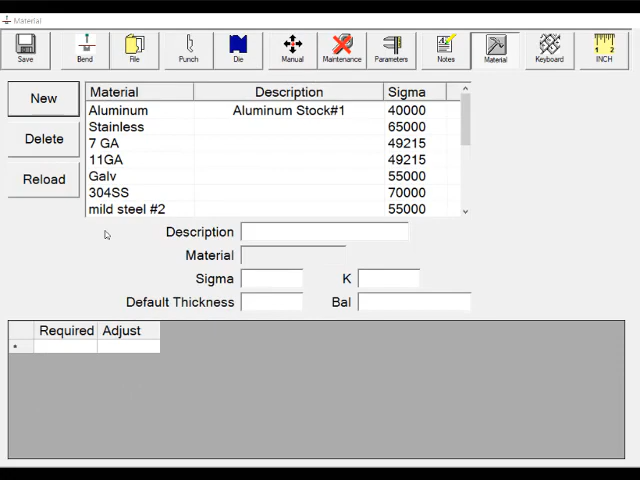 Material
Save Bend File Punch Die Manual Maintenance Parameters Notes Material Keyboard INCH
New
Delete
Reload
Material Description Sigma
Aluminum Aluminum Stock#1 40000
Stainless 65000
7 GA 49215
11GA 49215
Galv 55000
304SS 70000
mild steel #2 55000
Description
Material
Sigma K
Default Thickness Bal
Required Adjust
*